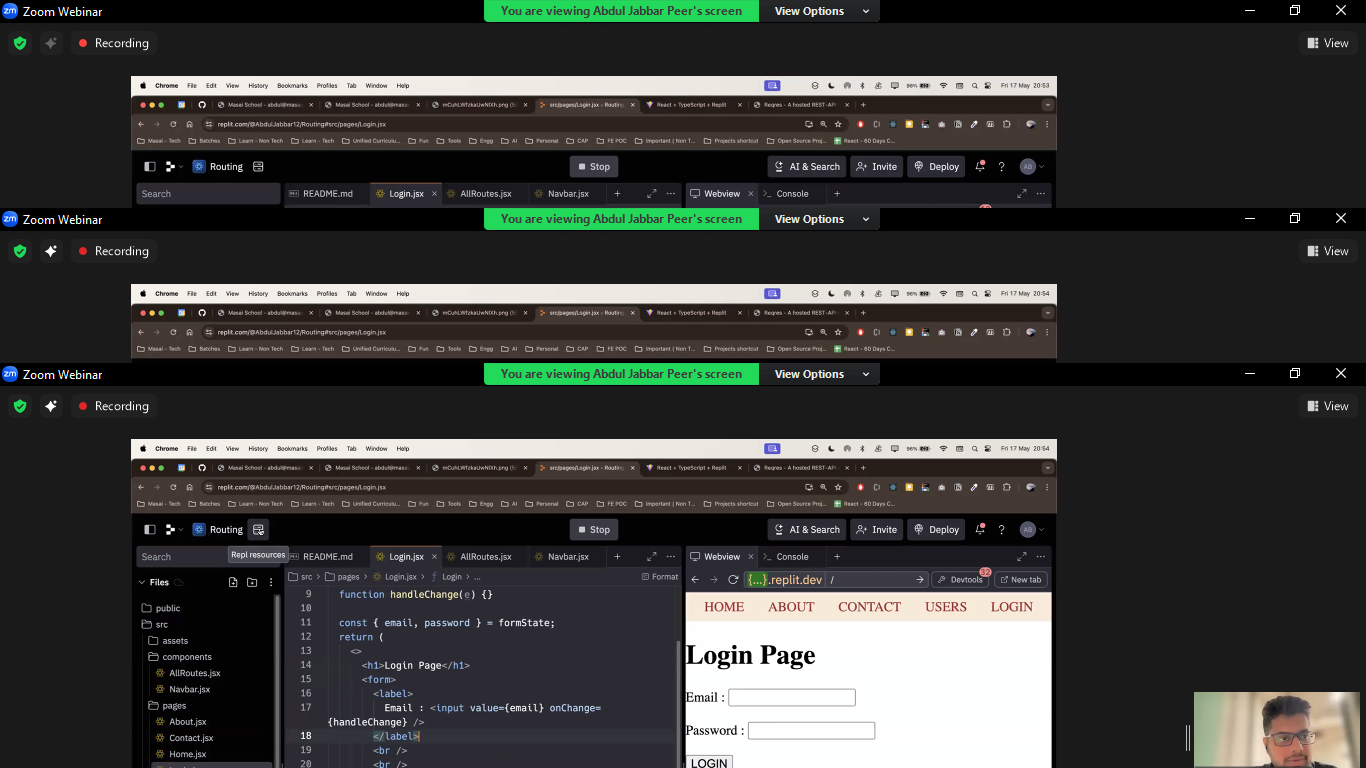 Zoom Webinar You are viewing Abdul Jabbar Peer's screen View Options
Recording View
Chrome File Edit View History Bookmarks Profiles Tab Window Help 96% Fri 17 May 20:53
Masai School - abdul@masai Masai School - abdul@masai mCuhLWfzkaUwNIXh.png src/pages/Login.jsx - Routing React + TypeScript + Replit Reqres - A hosted REST-API
replit.com/@AbdulJabbar12/Routing#src/pages/Login.jsx
Masai - Tech Batches Learn - Non Tech Learn - Tech Unified Curriculu... Fun Tools Engg AI Personal CAP FE POC Important ( Non T... Projects shortcut Open Source Proj... React - 60 Days C...
Routing Stop AI & Search Invite Deploy ? AB
Search README.md Login.jsx AllRoutes.jsx Navbar.jsx Webview Console
Zoom Webinar You are viewing Abdul Jabbar Peer's screen View Options
Recording View
Chrome File Edit View History Bookmarks Profiles Tab Window Help 96% Fri 17 May 20:54
Masai School - abdul@masai Masai School - abdul@masai mCuhLWfzkaUwNIXh.png src/pages/Login.jsx - Routing React + TypeScript + Replit Reqres - A hosted REST-API
replit.com/@AbdulJabbar12/Routing#src/pages/Login.jsx
Masai - Tech Batches Learn - Non Tech Learn - Tech Unified Curriculu... Fun Tools Engg AI Personal CAP FE POC Important ( Non T... Projects shortcut Open Source Proj... React - 60 Days C...
Zoom Webinar You are viewing Abdul Jabbar Peer's screen View Options
Recording View
Chrome File Edit View History Bookmarks Profiles Tab Window Help 96% Fri 17 May 20:54
Masai School - abdul@masai Masai School - abdul@masai mCuhLWfzkaUwNIXh.png src/pages/Login.jsx - Routing React + TypeScript + Replit Reqres - A hosted REST-API
replit.com/@AbdulJabbar12/Routing#src/pages/Login.jsx
Masai - Tech Batches Learn - Non Tech Learn - Tech Unified Curriculu... Fun Tools Engg AI Personal CAP FE POC Important ( Non T... Projects shortcut Open Source Proj... React - 60 Days C...
Routing Stop AI & Search Invite Deploy ? AB
Search Repl resources README.md Login.jsx AllRoutes.jsx Navbar.jsx Webview Console
Files
public
src
assets
components
AllRoutes.jsx
Navbar.jsx
pages
About.jsx
Contact.jsx
Home.jsx
src > pages > Login.jsx > Login > ... Format
9 function handleChange(e) {}
10
11 const { email, password } = formState;
12 return (
13 <>
14 <h1>Login Page</h1>
15 <form>
16 <label>
17 Email : <input value={email} onChange=
{handleChange} />
18 </label>
19 <br />
20 <br />
{...}.replit.dev / Devtools 32 New tab
HOME ABOUT CONTACT USERS LOGIN
Login Page
Email :
Password :
LOGIN